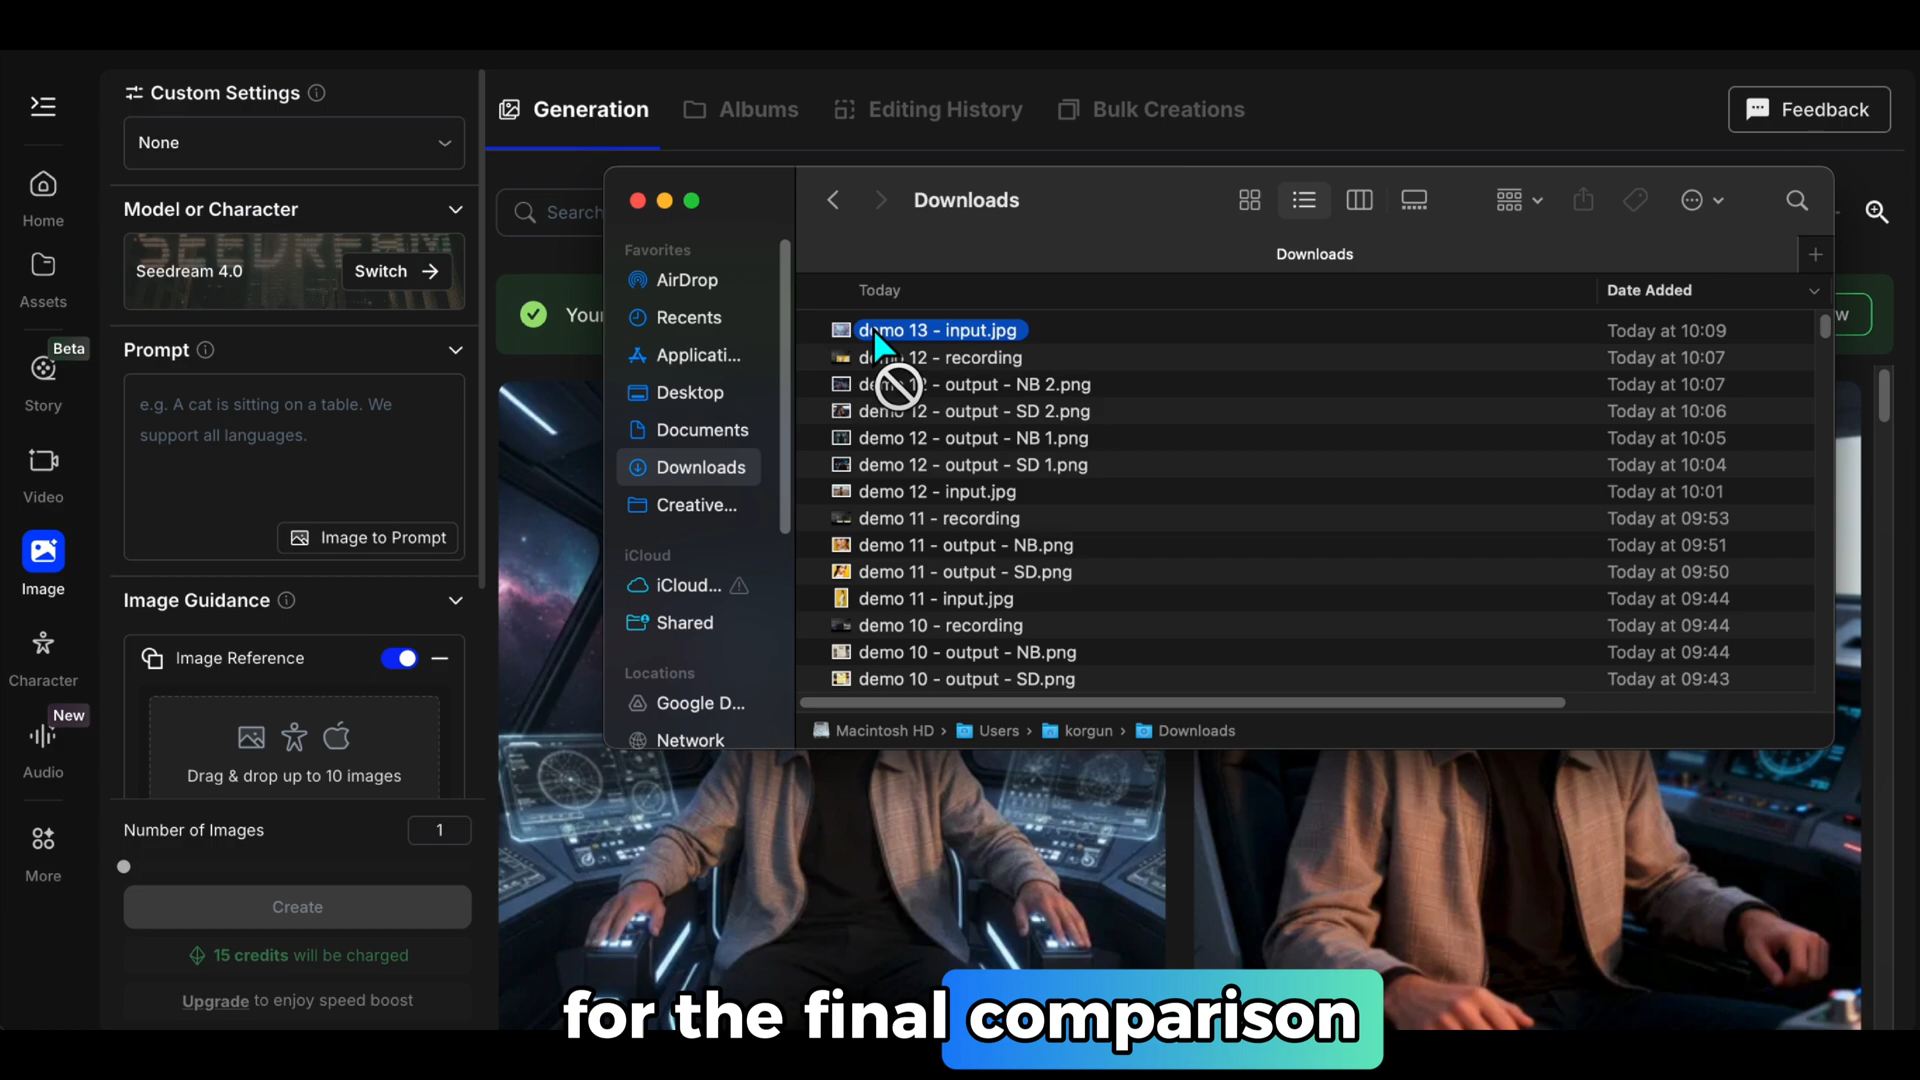 Custom Settings
None
Model or Character
Seedream 4.0
Switch
Prompt
e.g. A cat is sitting on a table. We
support all languages.
Image to Prompt
Image Guidance
Image Reference
Drag & drop up to 10 images
Number of Images
1
Create
15 credits will be charged
Upgrade to enjoy speed boost
Home
Assets
Beta
Story
Video
Image
Character
New
Audio
More
Generation
Albums
Editing History
Bulk Creations
Feedback
Search
Your
w
Favorites
AirDrop
Recents
Applicati...
Desktop
Documents
Downloads
Creative...
iCloud
iCloud...
Shared
Locations
Google D...
Network
Downloads
Downloads
Today
Date Added
demo 13 - input.jpg Today at 10:09
demo 12 - recording Today at 10:07
demo 12 - output - NB 2.png Today at 10:07
demo 12 - output - SD 2.png Today at 10:06
demo 12 - output - NB 1.png Today at 10:05
demo 12 - output - SD 1.png Today at 10:04
demo 12 - input.jpg Today at 10:01
demo 11 - recording Today at 09:53
demo 11 - output - NB.png Today at 09:51
demo 11 - output - SD.png Today at 09:50
demo 11 - input.jpg Today at 09:44
demo 10 - recording Today at 09:44
demo 10 - output - NB.png Today at 09:44
demo 10 - output - SD.png Today at 09:43
Macintosh HD › Users › korgun › Downloads
for the final comparison